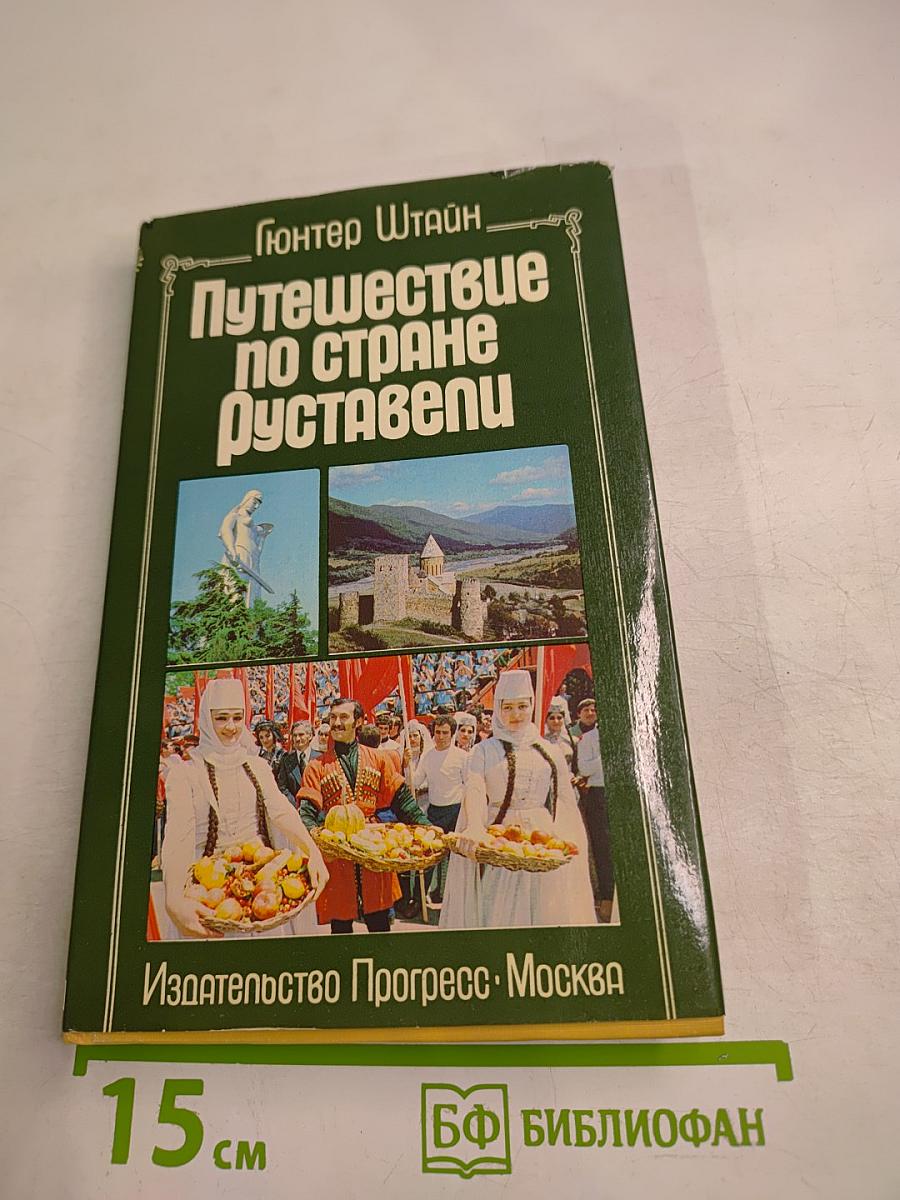 Гюнтер Штайн
Путешествие
по стране
Руставели
Издательство Прогресс · Москва
15 см
БФ БИБЛИОФАН